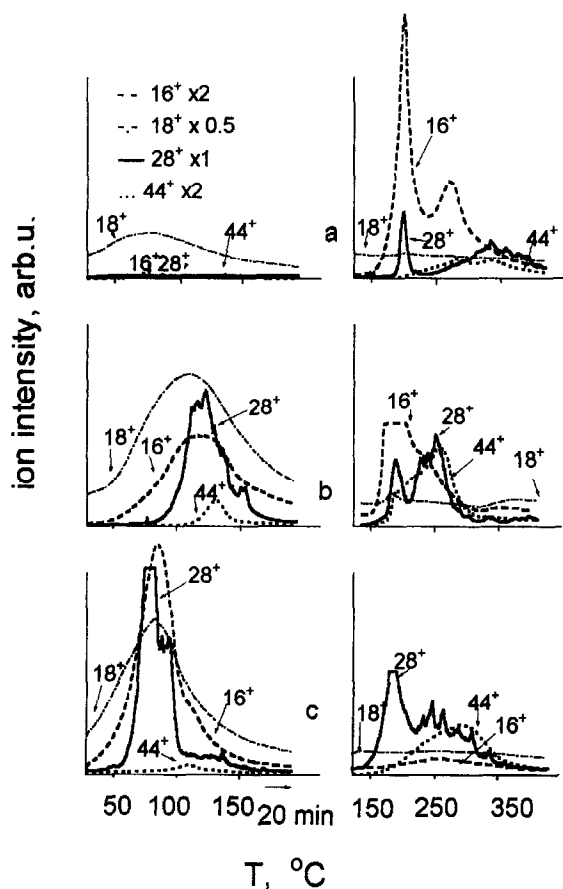 16⁺ x2
18⁺ x 0.5
28⁺ x1
44⁺ x2
18⁺
44⁺
16⁺ 28⁺
a
16⁺
28⁺
18⁺
44⁺
ion intensity, arb.u.
18⁺
16⁺
28⁺
44⁺
b
16⁺
28⁺
44⁺
18⁺
28⁺
18⁺
16⁺
44⁺
c
28⁺
18⁺
44⁺
16⁺
50 100 150 20 min 150 250 350
T, °C